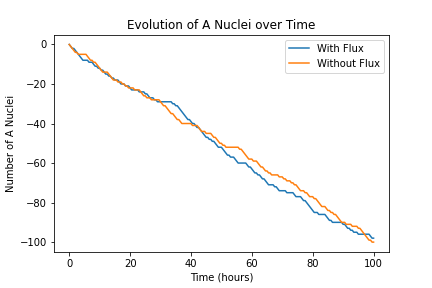 Evolution of A Nuclei over Time
With Flux
Without Flux
0
−20
−40
−60
−80
−100
Number of A Nuclei
0 20 40 60 80 100
Time (hours)